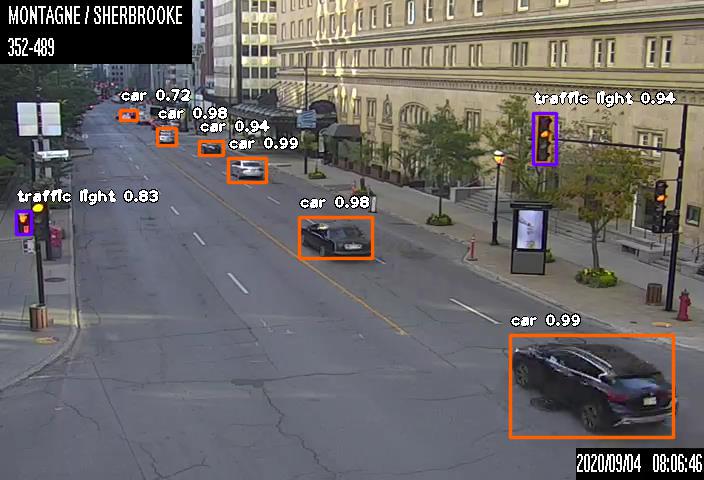 MONTAGNE / SHERBROOKE
352-489
car 0.72
car 0.98
traffic light 0.94
car 0.94
car 0.99
traffic light 0.83
car 0.98
car 0.99
2020/09/04 08:06:46